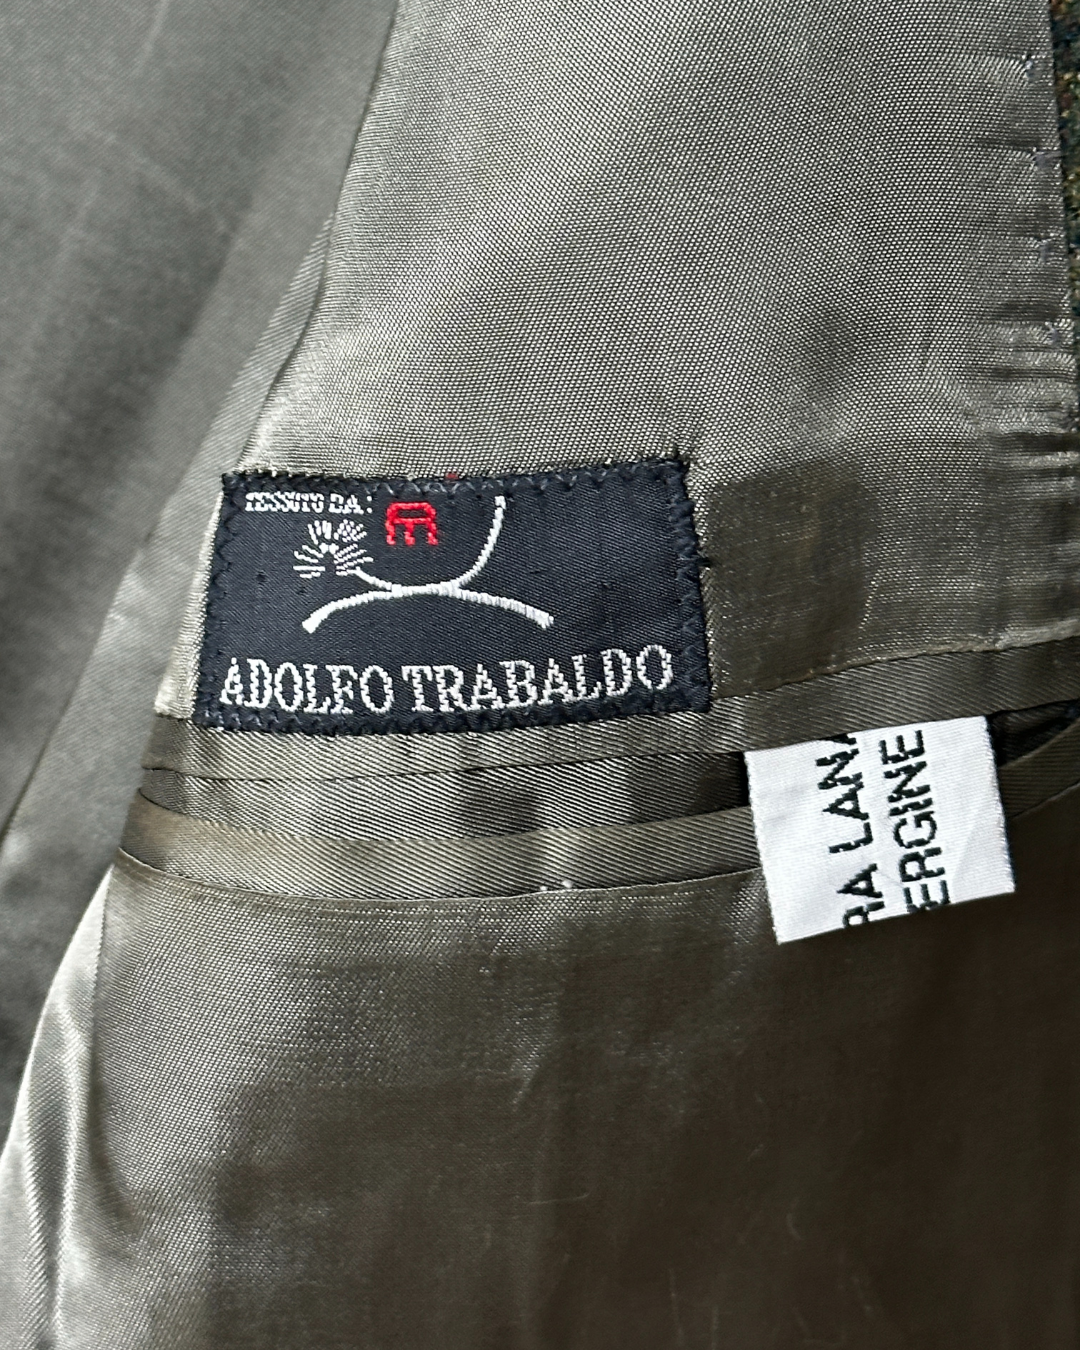 TESSUTO DA:
ADOLFO TRABALDO
RA LANA
ERGINE